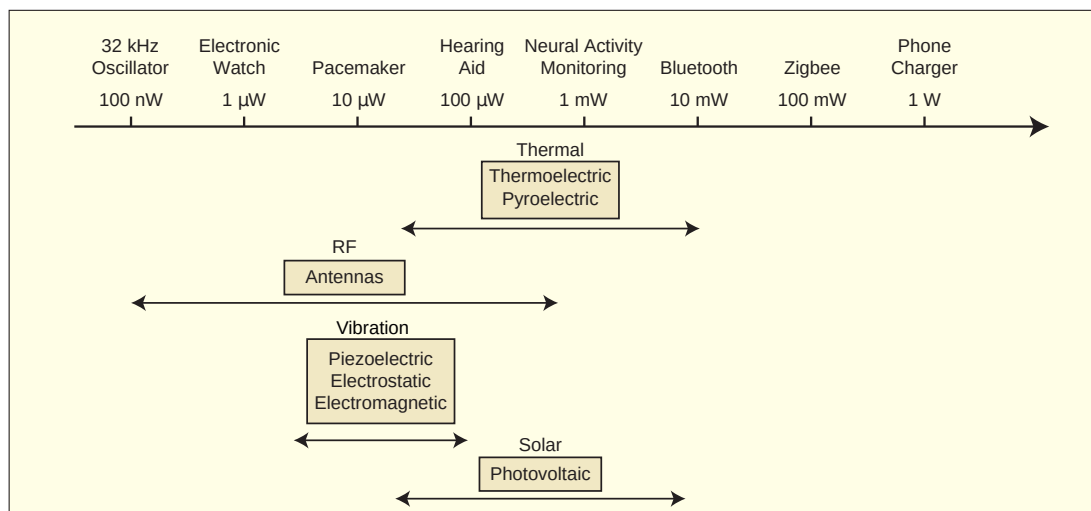 32 kHz
Oscillator
100 nW
Electronic
Watch
1 µW
Pacemaker
10 µW
Hearing
Aid
100 µW
Neural Activity
Monitoring
1 mW
Bluetooth
10 mW
Zigbee
100 mW
Phone
Charger
1 W
Thermal
Thermoelectric
Pyroelectric
RF
Antennas
Vibration
Piezoelectric
Electrostatic
Electromagnetic
Solar
Photovoltaic